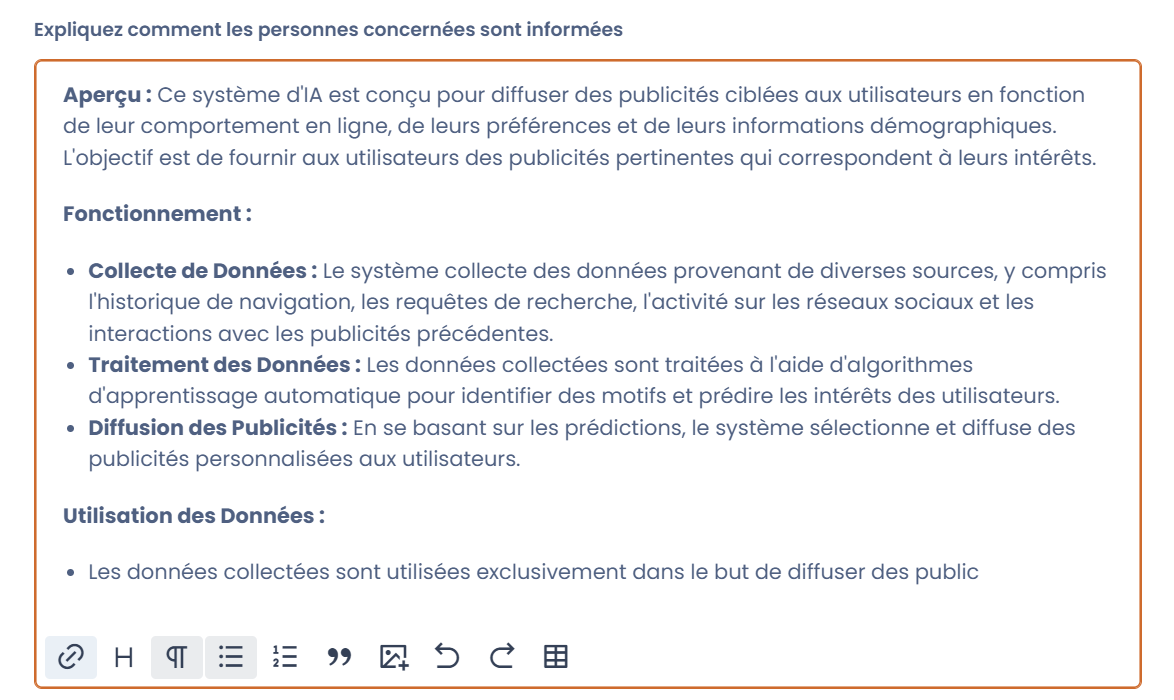 Expliquez comment les personnes concernées sont informées
Aperçu : Ce système d'IA est conçu pour diffuser des publicités ciblées aux utilisateurs en fonction
de leur comportement en ligne, de leurs préférences et de leurs informations démographiques.
L'objectif est de fournir aux utilisateurs des publicités pertinentes qui correspondent à leurs intérêts.
Fonctionnement :
• Collecte de Données : Le système collecte des données provenant de diverses sources, y compris
l'historique de navigation, les requêtes de recherche, l'activité sur les réseaux sociaux et les
interactions avec les publicités précédentes.
• Traitement des Données : Les données collectées sont traitées à l'aide d'algorithmes
d'apprentissage automatique pour identifier des motifs et prédire les intérêts des utilisateurs.
• Diffusion des Publicités : En se basant sur les prédictions, le système sélectionne et diffuse des
publicités personnalisées aux utilisateurs.
Utilisation des Données :
• Les données collectées sont utilisées exclusivement dans le but de diffuser des public
H